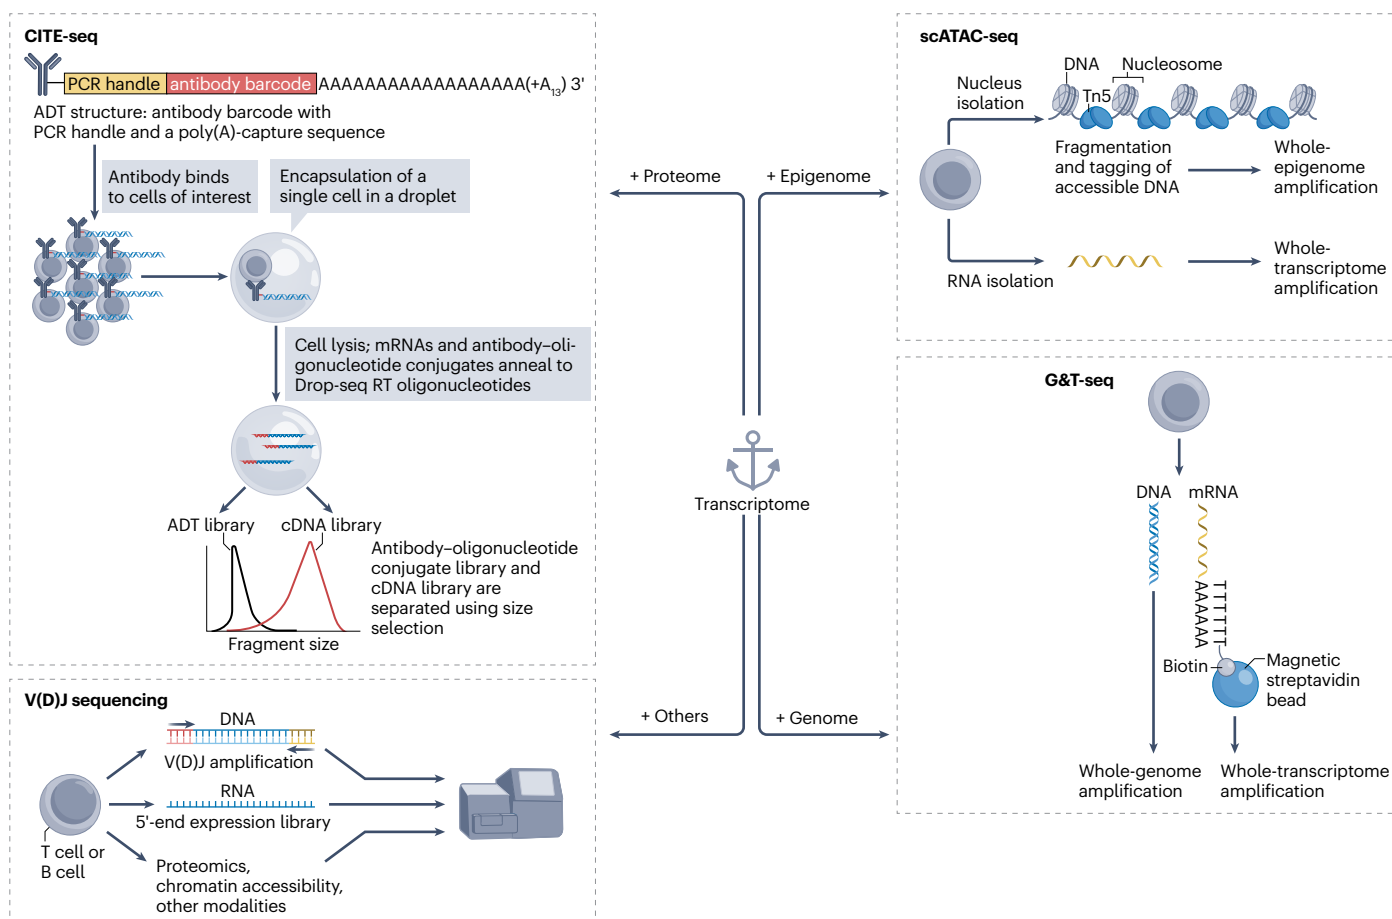 CITE-seq
PCR handle antibody barcode AAAAAAAAAAAAAAAAAA(+A13) 3'
ADT structure: antibody barcode with
PCR handle and a poly(A)-capture sequence
Antibody binds
to cells of interest
Encapsulation of a
single cell in a droplet
Cell lysis; mRNAs and antibody–oli-
gonucleotide conjugates anneal to
Drop-seq RT oligonucleotides
ADT library
cDNA library
Antibody–oligonucleotide
conjugate library and
cDNA library are
separated using size
selection
Fragment size
V(D)J sequencing
DNA
V(D)J amplification
RNA
5'-end expression library
T cell or
B cell
Proteomics,
chromatin accessibility,
other modalities
+ Proteome
+ Epigenome
Transcriptome
+ Others
+ Genome
scATAC-seq
Nucleus
isolation
DNA
Nucleosome
Tn5
Fragmentation
and tagging of
accessible DNA
Whole-
epigenome
amplification
RNA isolation
Whole-
transcriptome
amplification
G&T-seq
DNA
mRNA
AAAAAA
TTTTTT
Biotin
Magnetic
streptavidin
bead
Whole-genome
amplification
Whole-transcriptome
amplification